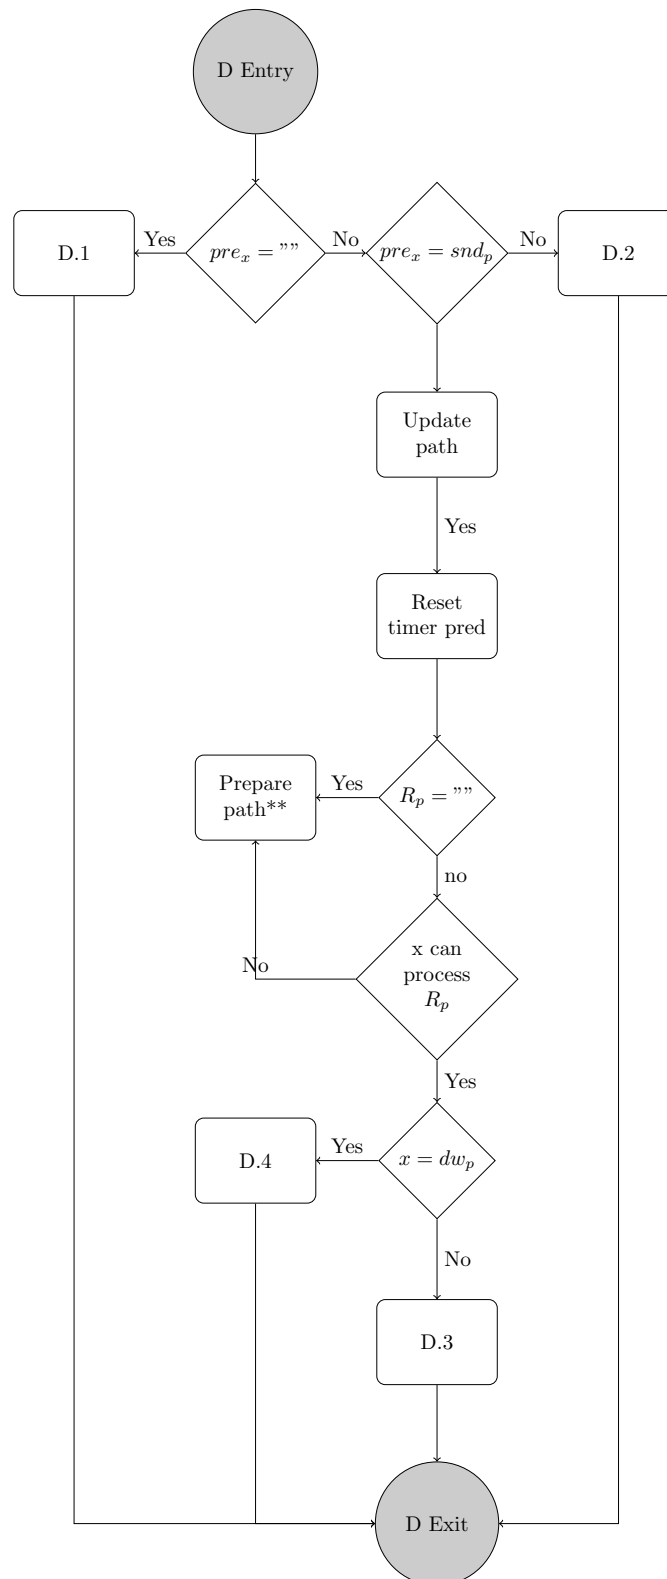 D Entry
D.1
Yes
pre_x = ""
No
pre_x = snd_p
No
D.2
Update
path
Yes
Reset
timer pred
Prepare
path**
Yes
R_p = ""
no
x can
process
R_p
No
Yes
D.4
Yes
x = dw_p
No
D.3
D Exit